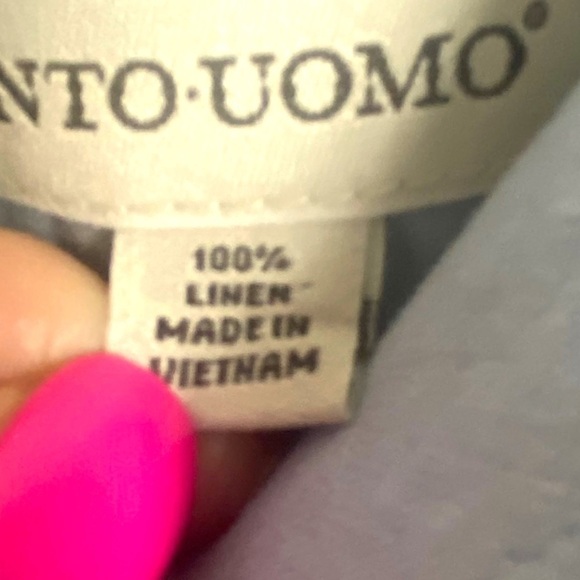 NTO·UOMO®
100%
LINEN
MADE IN
VIETNAM